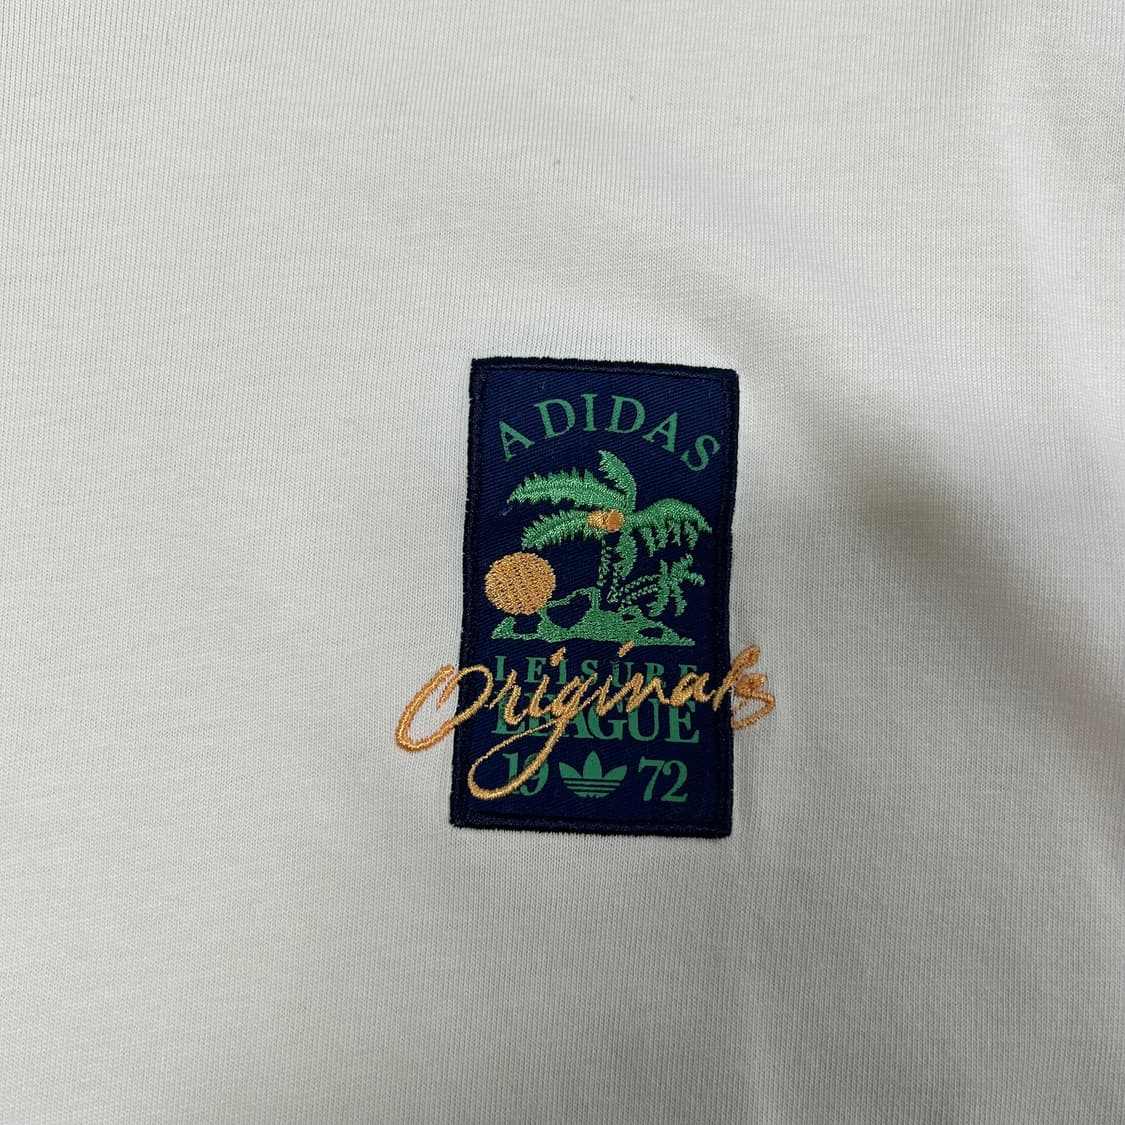 ADIDAS
LEISURE
Originals
LEAGUE
19 72